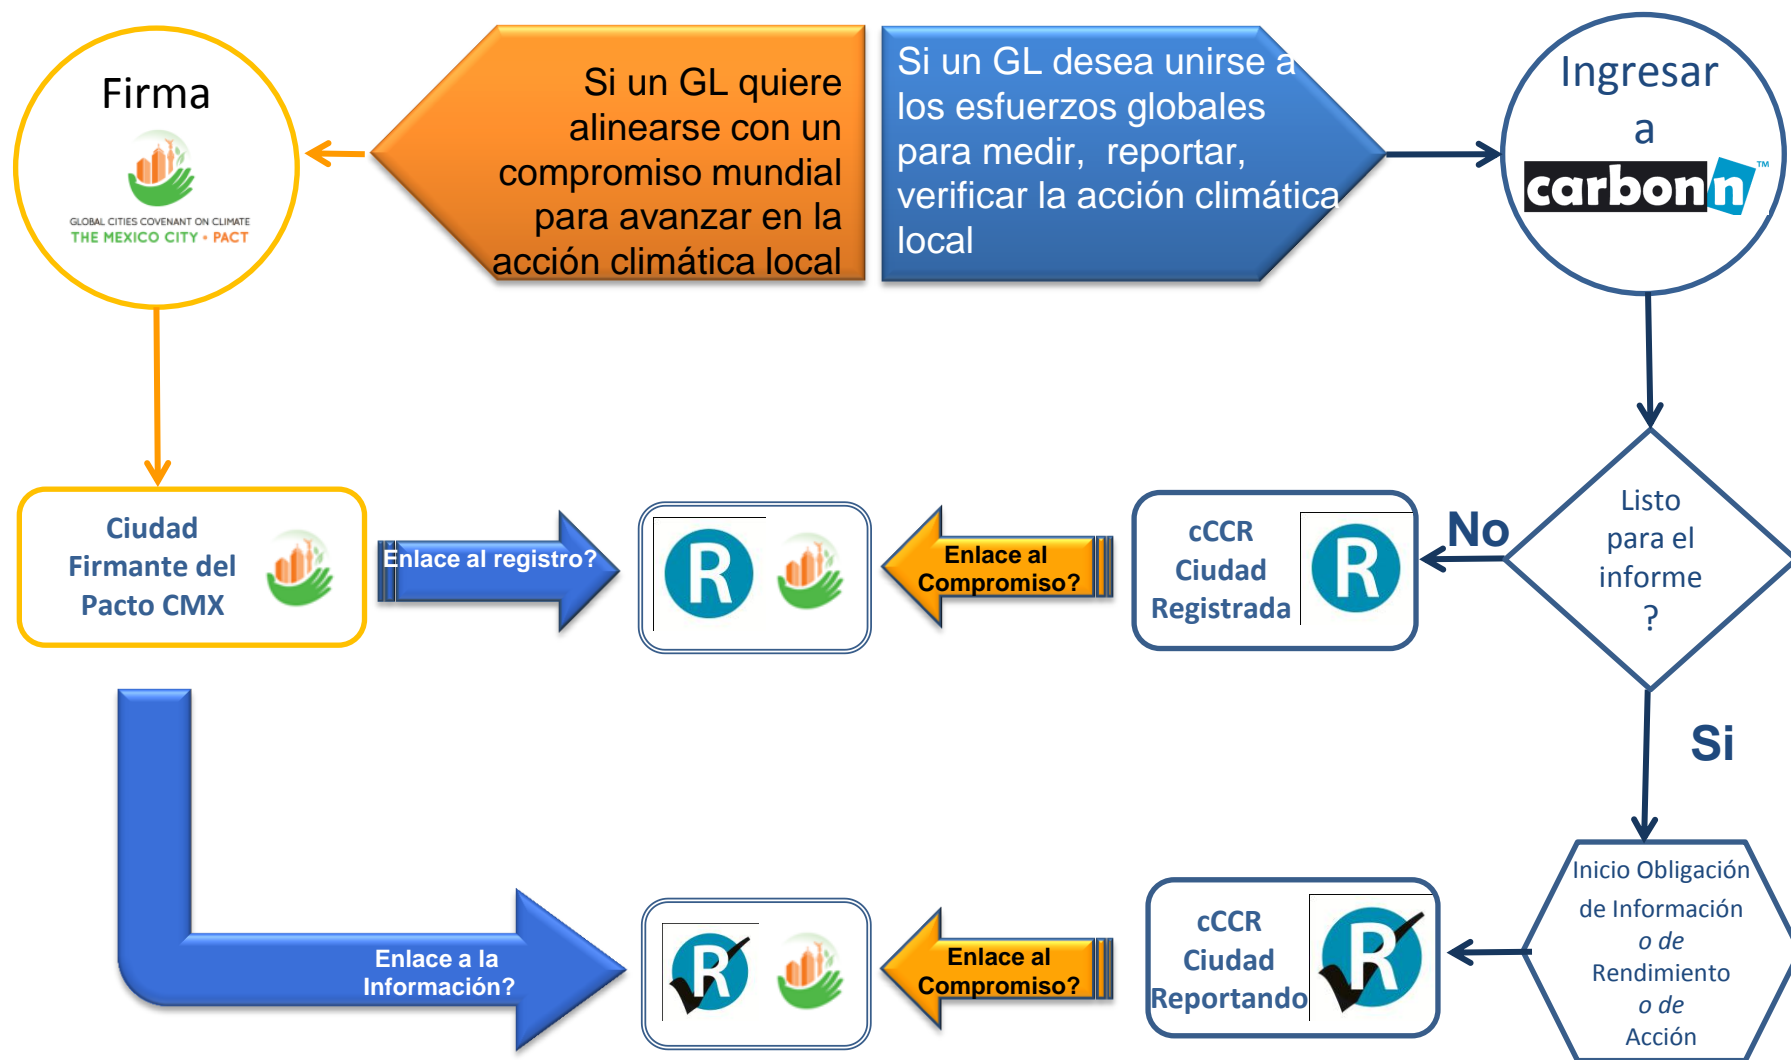 Firma
GLOBAL CITIES COVENANT ON CLIMATE
THE MEXICO CITY • PACT
Si un GL quiere
alinearse con un
compromiso mundial
para avanzar en la
acción climática local
Si un GL desea unirse a
los esfuerzos globales
para medir, reportar,
verificar la acción climática
local
Ingresar
a
carbonn™
Ciudad
Firmante del
Pacto CMX
Enlace al registro?
R
Enlace al
Compromiso?
cCCR
Ciudad
Registrada
R
No
Listo
para el
informe
?
Si
Enlace a la
Información?
R
Enlace al
Compromiso?
cCCR
Ciudad
Reportando
R
Inicio Obligación
de Información
o de
Rendimiento
o de
Acción